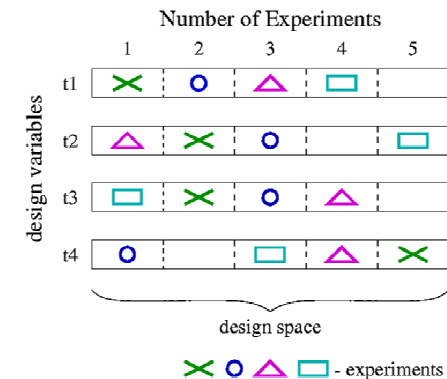 Number of Experiments
1 2 3 4 5
design variables
t1
t2
t3
t4
design space
- experiments